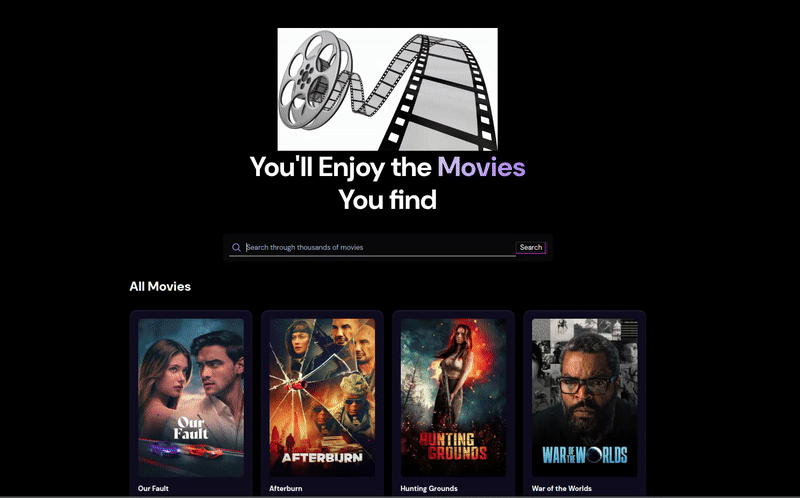 You'll Enjoy the Movies
You find
Search through thousands of movies
Search
All Movies
Our
Fault
AFTERBURN
HUNTING
GROUNDS
WAR OF THE WORLDS
Our Fault
Afterburn
Hunting Grounds
War of the Worlds